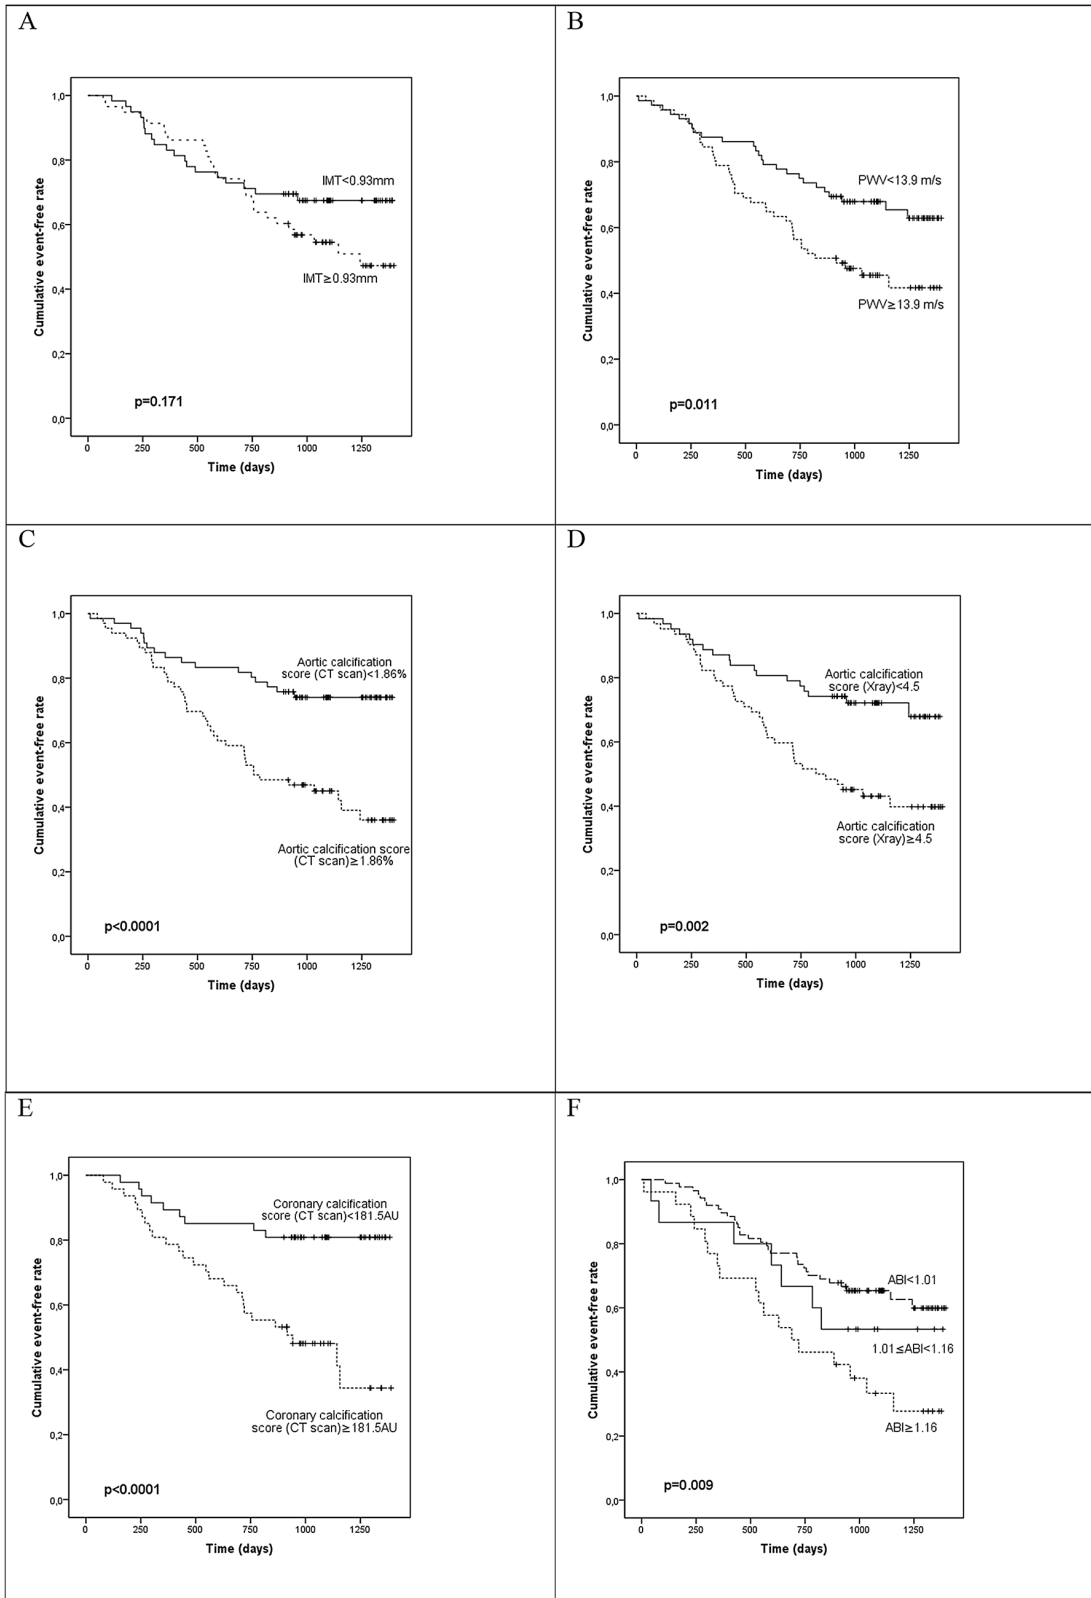 A
Cumulative event-free rate
1,0
0,8
0,6
0,4
0,2
0,0
IMT<0.93mm
IMT≥0.93mm
p=0.171
0 250 500 750 1000 1250
Time (days)
B
Cumulative event-free rate
1,0
0,8
0,6
0,4
0,2
0,0
PWV<13.9 m/s
PWV≥13.9 m/s
p=0.011
0 250 500 750 1000 1250
Time (days)
C
Cumulative event-free rate
1,0
0,8
0,6
0,4
0,2
0,0
Aortic calcification
score (CT scan)<1.86%
Aortic calcification score
(CT scan)≥1.86%
p<0.0001
0 250 500 750 1000 1250
Time (days)
D
Cumulative event-free rate
1,0
0,8
0,6
0,4
0,2
0,0
Aortic calcification
score (Xray)<4.5
Aortic calcification
score (Xray)≥4.5
p=0.002
0 250 500 750 1000 1250
Time (days)
E
Cumulative event-free rate
1,0
0,8
0,6
0,4
0,2
0,0
Coronary calcification
score (CT scan)<181.5AU
Coronary calcification
score (CT scan)≥181.5AU
p<0.0001
0 250 500 750 1000 1250
Time (days)
F
Cumulative event-free rate
1,0
0,8
0,6
0,4
0,2
0,0
ABI<1.01
1.01≤ABI<1.16
ABI≥1.16
p=0.009
0 250 500 750 1000 1250
Time (days)